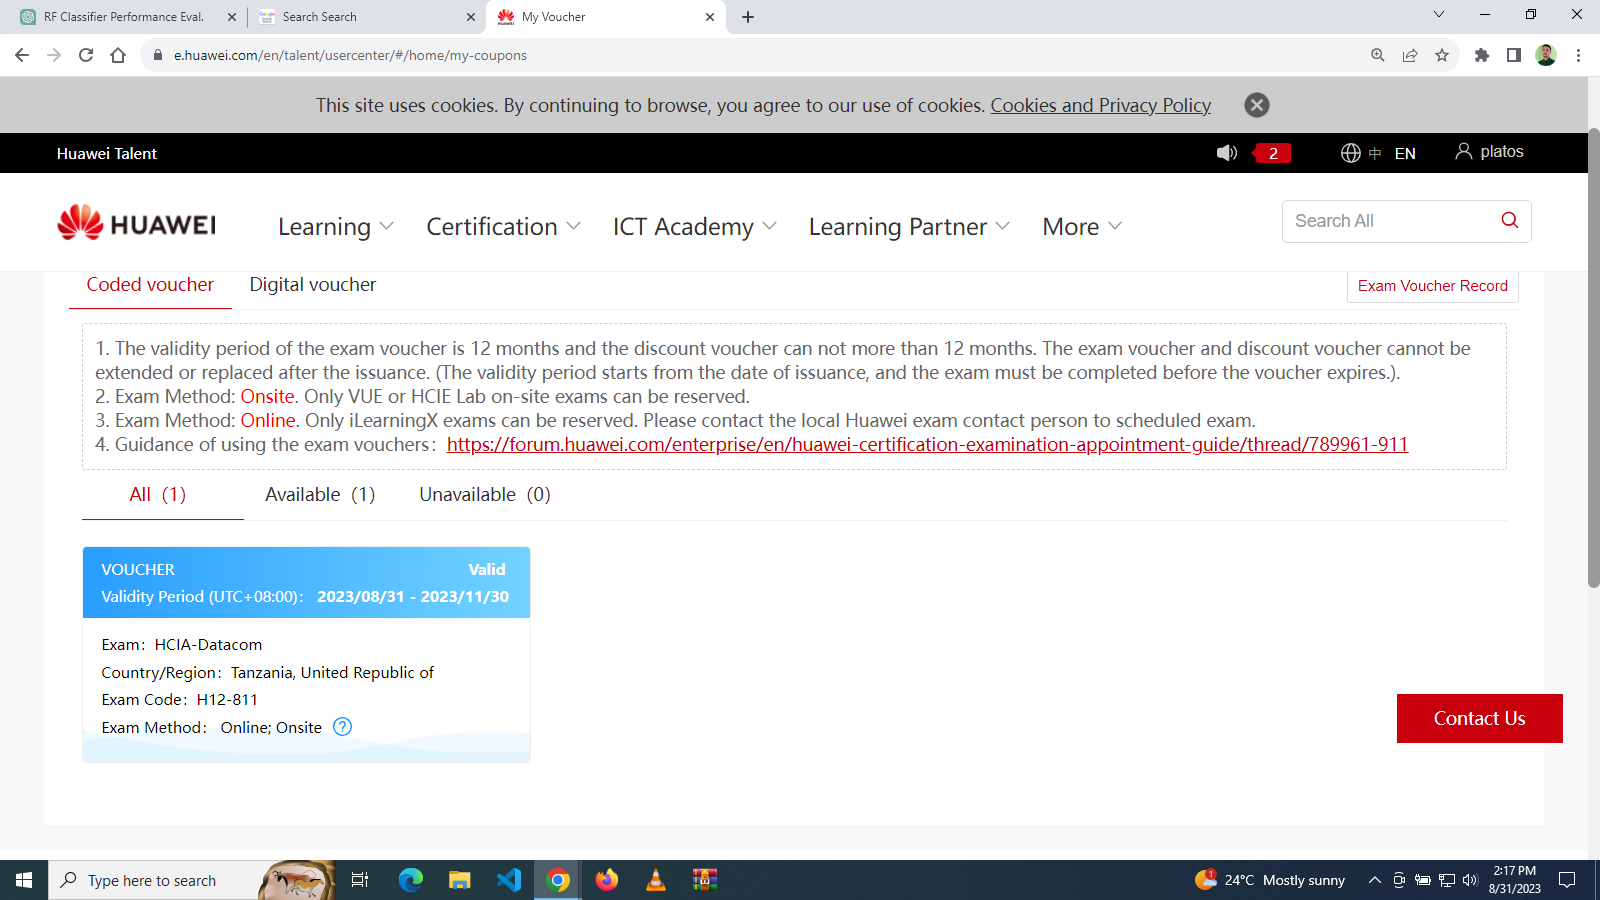 RF Classifier Performance Eval.
Search Search
My Voucher
e.huawei.com/en/talent/usercenter/#/home/my-coupons
This site uses cookies. By continuing to browse, you agree to our use of cookies. Cookies and Privacy Policy
Huawei Talent
2
中
EN
platos
HUAWEI
Learning
Certification
ICT Academy
Learning Partner
More
Search All
Coded voucher
Digital voucher
Exam Voucher Record
1. The validity period of the exam voucher is 12 months and the discount voucher can not more than 12 months. The exam voucher and discount voucher cannot be
extended or replaced after the issuance. (The validity period starts from the date of issuance, and the exam must be completed before the voucher expires.).
2. Exam Method: Onsite. Only VUE or HCIE Lab on-site exams can be reserved.
3. Exam Method: Online. Only iLearningX exams can be reserved. Please contact the local Huawei exam contact person to scheduled exam.
4. Guidance of using the exam vouchers：https://forum.huawei.com/enterprise/en/huawei-certification-examination-appointment-guide/thread/789961-911
All (1)
Available (1)
Unavailable (0)
VOUCHER
Valid
Validity Period (UTC+08:00)： 2023/08/31 - 2023/11/30
Exam：HCIA-Datacom
Country/Region：Tanzania, United Republic of
Exam Code：H12-811
Exam Method： Online; Onsite ?
Contact Us
Type here to search
1
24°C Mostly sunny
2:17 PM
8/31/2023